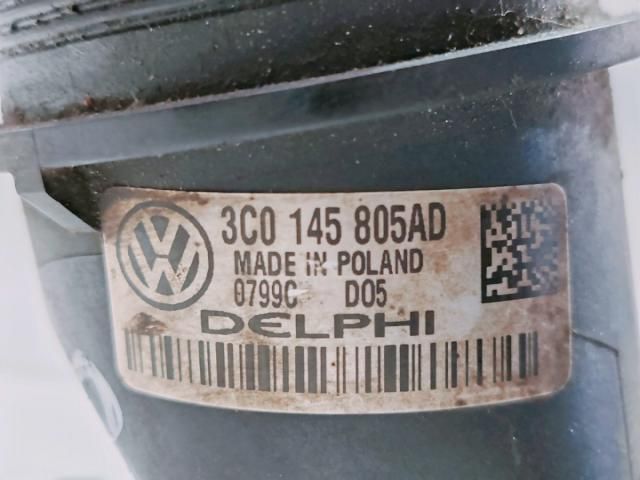 3C0 145 805AD
MADE IN POLAND
0799C D05
DELPHI